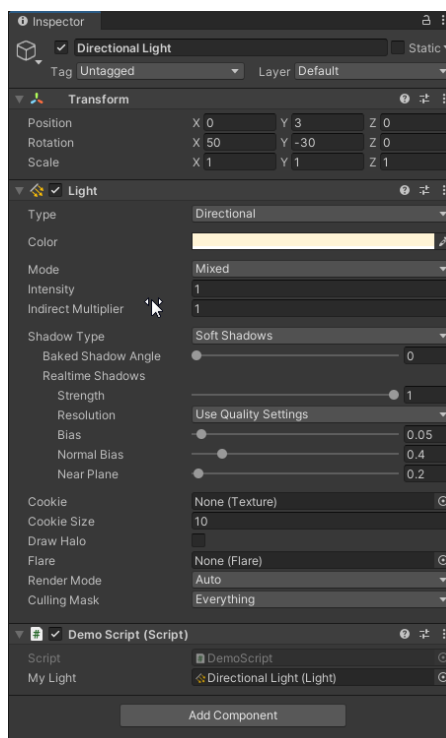 Inspector
Directional Light Static
Tag Untagged Layer Default
Transform
Position X 0 Y 3 Z 0
Rotation X 50 Y -30 Z 0
Scale X 1 Y 1 Z 1
Light
Type Directional
Color
Mode Mixed
Intensity 1
Indirect Multiplier 1
Shadow Type Soft Shadows
Baked Shadow Angle 0
Realtime Shadows
Strength 1
Resolution Use Quality Settings
Bias 0.05
Normal Bias 0.4
Near Plane 0.2
Cookie None (Texture)
Cookie Size 10
Draw Halo
Flare None (Flare)
Render Mode Auto
Culling Mask Everything
# Demo Script (Script)
Script DemoScript
My Light Directional Light (Light)
Add Component